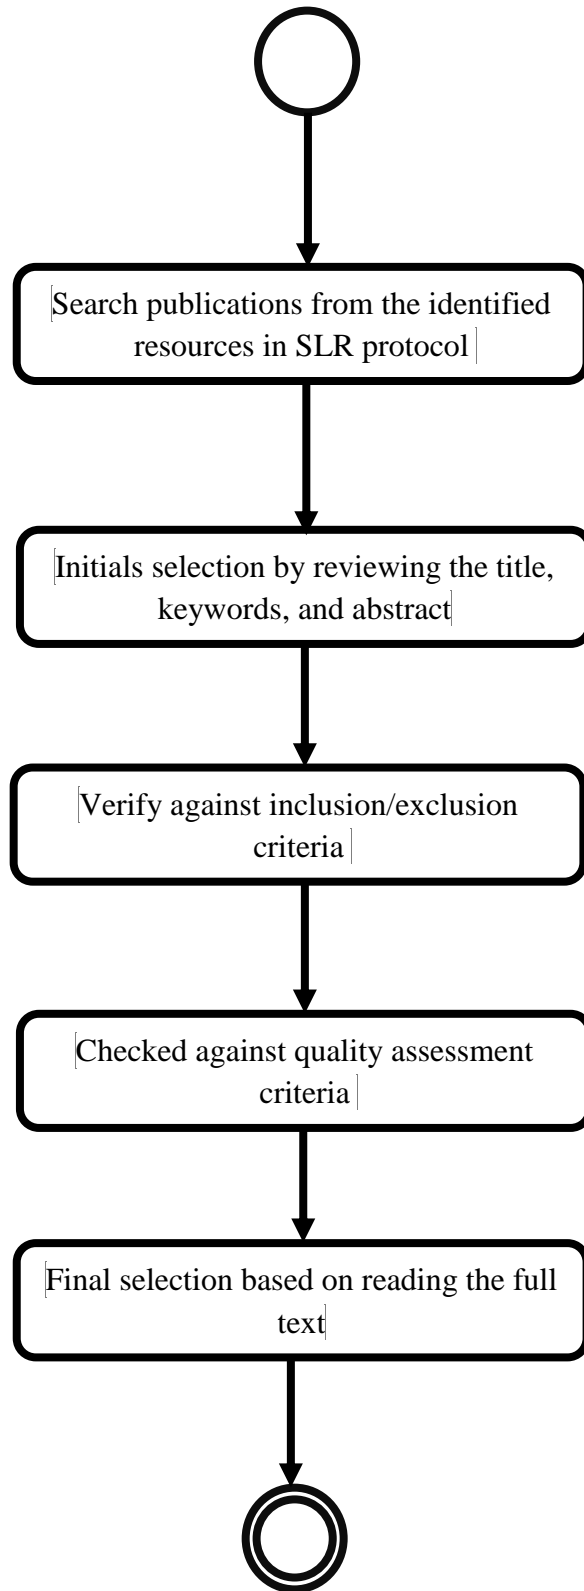 Search publications from the identified
resources in SLR protocol
Initials selection by reviewing the title,
keywords, and abstract
Verify against inclusion/exclusion
criteria
Checked against quality assessment
criteria
Final selection based on reading the full
text